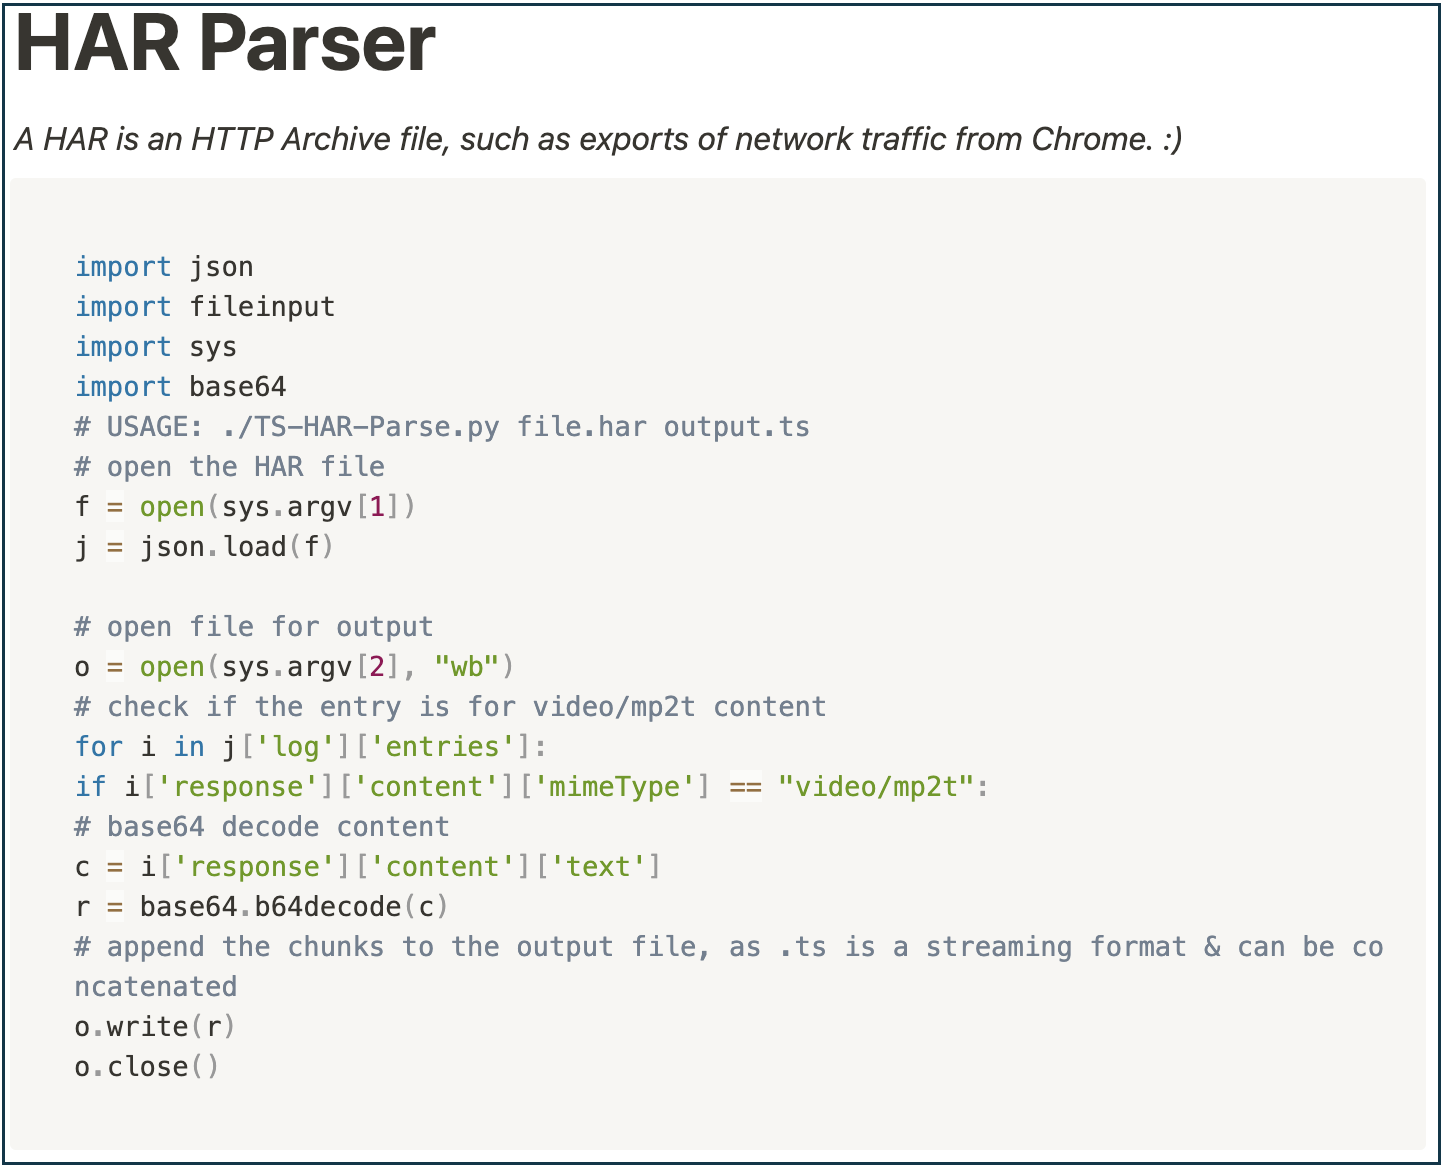 HAR Parser
A HAR is an HTTP Archive file, such as exports of network traffic from Chrome. :)
import json
import fileinput
import sys
import base64
# USAGE: ./TS-HAR-Parse.py file.har output.ts
# open the HAR file
f = open(sys.argv[1])
j = json.load(f)
# open file for output
o = open(sys.argv[2], "wb")
# check if the entry is for video/mp2t content
for i in j['log']['entries']:
if i['response']['content']['mimeType'] == "video/mp2t":
# base64 decode content
c = i['response']['content']['text']
r = base64.b64decode(c)
# append the chunks to the output file, as .ts is a streaming format & can be co
ncatenated
o.write(r)
o.close()